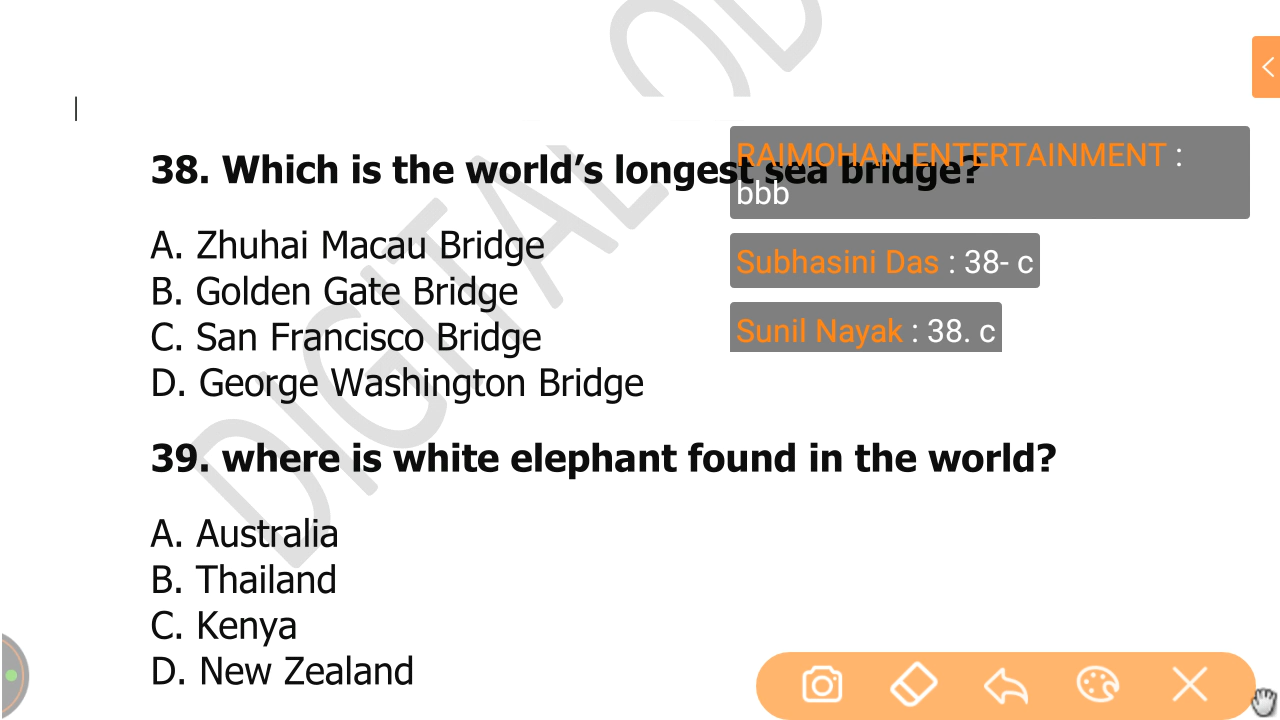 38. Which is the world’s longest sea bridge?
RAIMOHAN ENTERTAINMENT :
bbb
A. Zhuhai Macau Bridge
Subhasini Das : 38- c
B. Golden Gate Bridge
C. San Francisco Bridge
Sunil Nayak : 38. c
D. George Washington Bridge
39. where is white elephant found in the world?
A. Australia
B. Thailand
C. Kenya
D. New Zealand
DIGITAL OD